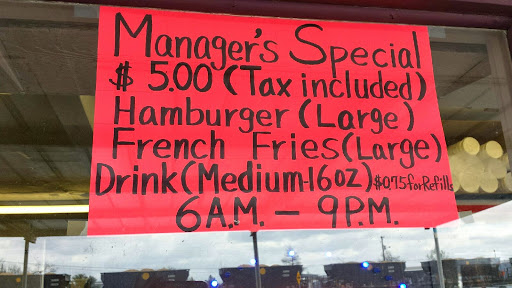 Manager's Special
$ 5.00 (Tax included)
Hamburger (Large)
French Fries (Large)
Drink (Medium-16oz) $0.75 for Refills
6 A.M. - 9 P.M.